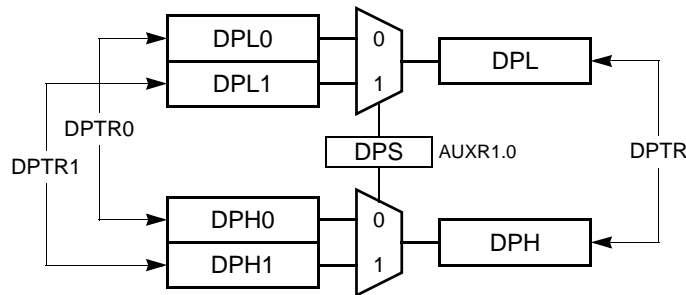 DPL0 0 DPL
DPL1 1
DPTR0
DPTR1 DPS AUXR1.0 DPTR
DPH0 0 DPH
DPH1 1